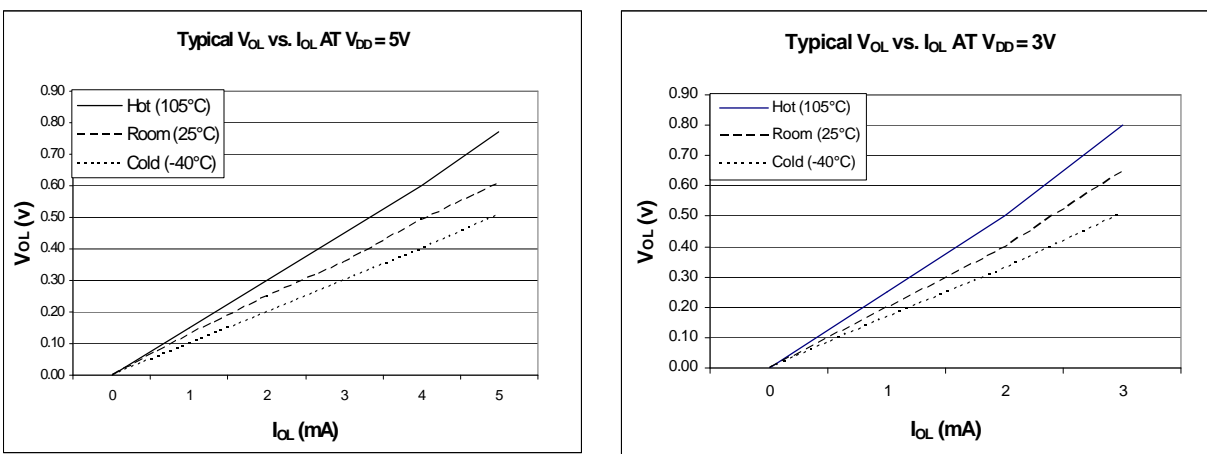 Typical VOL vs. IOL AT VDD = 5V
0.90
0.80
0.70
0.60
0.50
0.40
0.30
0.20
0.10
0.00
VOL (v)
Hot (105°C)
Room (25°C)
Cold (-40°C)
0 1 2 3 4 5
IOL (mA)
Typical VOL vs. IOL AT VDD = 3V
0.90
0.80
0.70
0.60
0.50
0.40
0.30
0.20
0.10
0.00
VOL (v)
Hot (105°C)
Room (25°C)
Cold (-40°C)
0 1 2 3
IOL (mA)